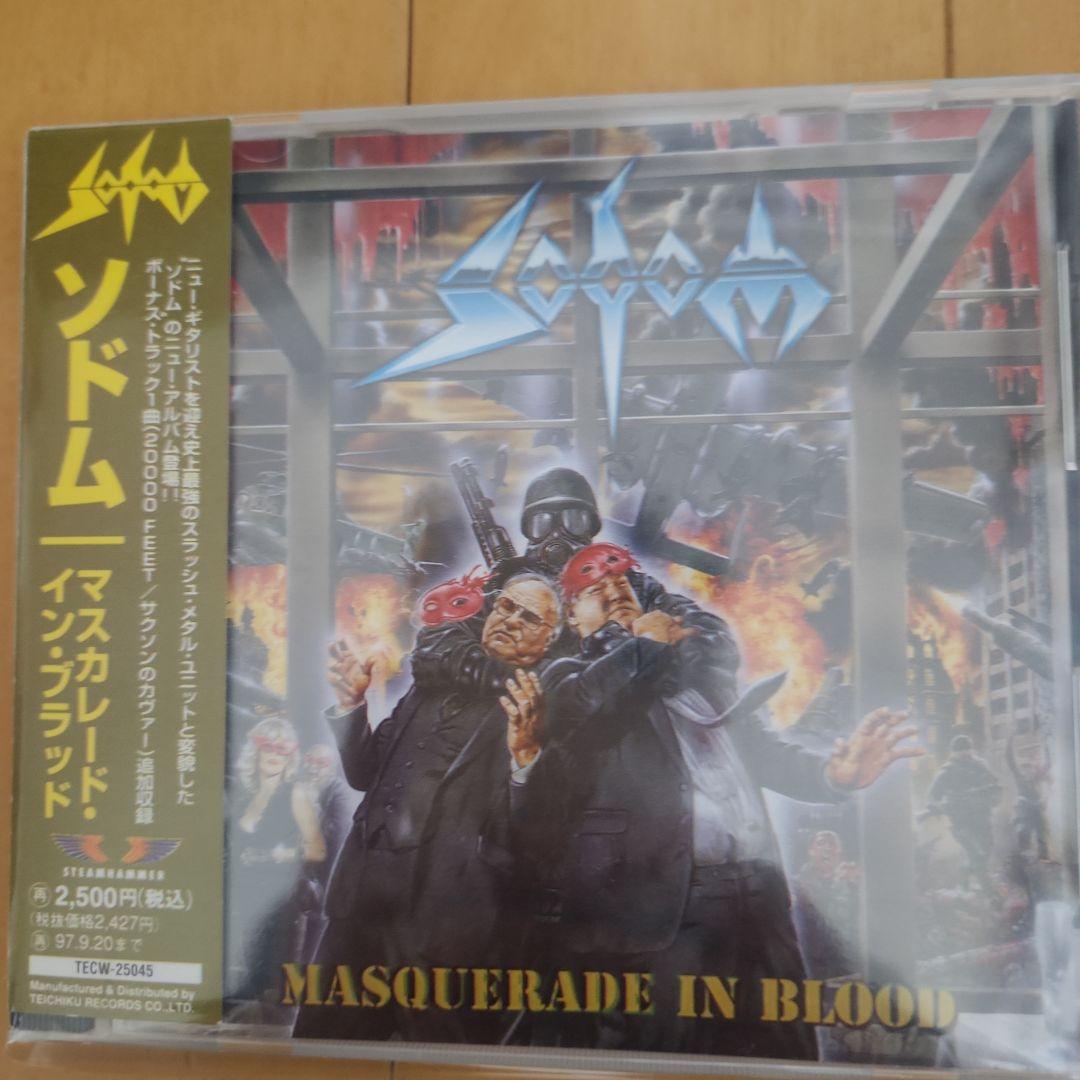 SODOM
ソドム
マスカレード・
イン・ブラッド
"ニュー・ギタリストを迎え史上最強のスラッシュ・メタル・ユニットと変貌した
"ソドム"のニュー・アルバム登場!!
ボーナス・トラック1曲(20000 FEET/サクソンのカヴァー)追加収録
STEAMHAMMER
再 2,500円(税込)
(税抜価格2,427円)
再 97.9.20まで
TECW-25045
Manufactured & Distributed by
TEICHIKU RECORDS CO., LTD.
SODOM
MASQUERADE IN BLOOD